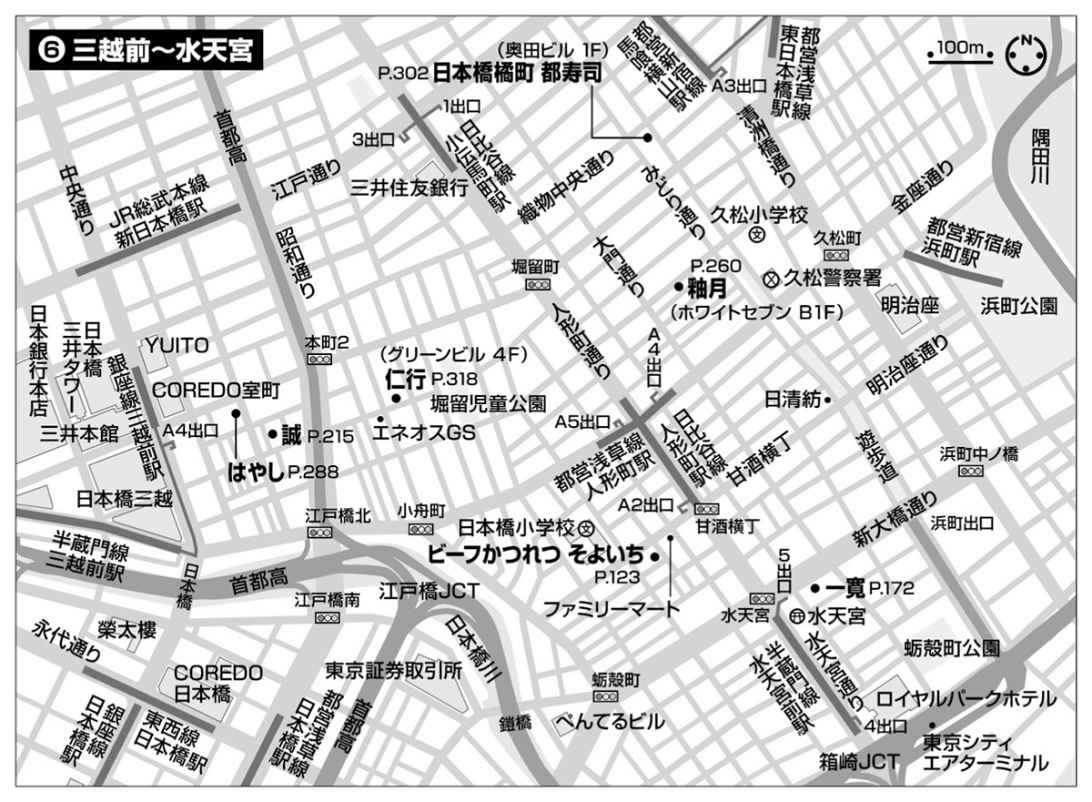 ❻ 三越前～水天宮
100m
N
(奥田ビル 1F)
P.302 日本橋橘町 都寿司
都営新宿線
馬喰横山駅
都営浅草線
東日本橋駅
A3出口
1出口
3出口
日比谷線
小伝馬町駅
清洲橋通り
隅田川
首都高
中央通り
江戸通り
JR総武本線
新日本橋駅
三井住友銀行
織物中央通り
みどり通り
金座通り
久松小学校
久松町
都営新宿線
浜町駅
昭和通り
大門通り
堀留町
P.260
釉月
(ホワイトセブン B1F)
久松警察署
明治座
浜町公園
日本銀行本店
日本橋
三井タワー
銀座線三越前駅
YUITO
本町2
人形町通り
A4出口
明治座通り
COREDO室町
(グリーンビル 4F)
仁行 P.318
堀留児童公園
日清紡
三井本館
A4出口
誠 P.215
エネオスGS
A5出口
日比谷線
人形町駅
はやし P.288
都営浅草線
人形町駅
甘酒横丁
遊歩道
浜町中ノ橋
日本橋三越
江戸橋北
小舟町
日本橋小学校
A2出口
甘酒横丁
新大橋通り
浜町出口
半蔵門線
三越前駅
ビーフかつれつ そよいち
P.123
5出口
日本橋
首都高
江戸橋南
江戸橋JCT
ファミリーマート
一寛 P.172
水天宮
水天宮
永代通り
榮太樓
日本橋川
水天宮通り
半蔵門線
水天宮前駅
蛎殻町公園
COREDO
日本橋
東京証券取引所
蛎殻町
ロイヤルパークホテル
銀座線
日本橋駅
東西線
日本橋駅
都営浅草線
日本橋駅
首都高
鎧橋
ぺんてるビル
4出口
箱崎JCT
東京シティ
エアターミナル